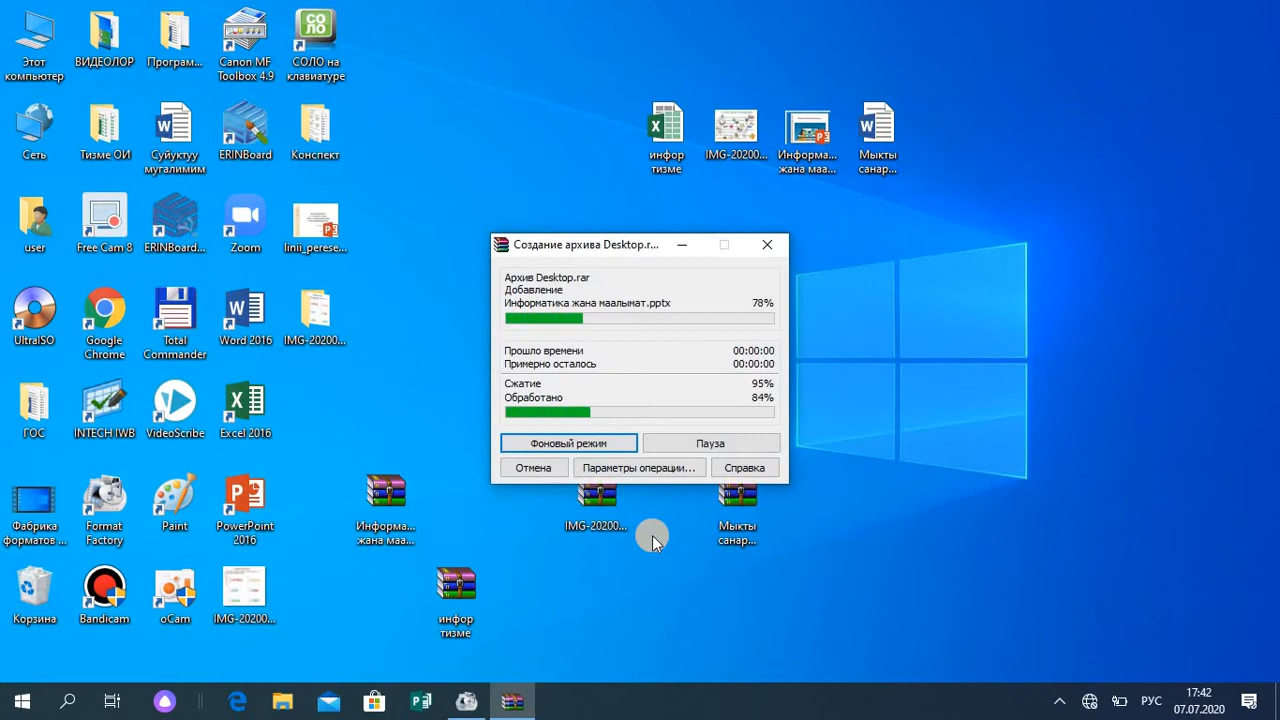 Этот
компьютер
ВИДЕОЛОР
Програм...
Canon MF
Toolbox 4.9
СОЛО
СОЛО на
клавиатуре
Сеть
Тизме ОИ
Суйуктуу
мугалимим
ERINBoard
Конспект
инфор
тизме
IMG-20200...
Информа...
жана маа...
Мыкты
санар...
user
Free Cam 8
ERINBoard...
Zoom
linii_perese...
UltraISO
Google
Chrome
Total
Commander
Word 2016
IMG-20200...
ГОС
INTECH IWB
VideoScribe
Excel 2016
Фабрика
форматов ...
Format
Factory
Paint
PowerPoint
2016
Информа...
жана маа...
IMG-20200...
Мыкты
санар...
Корзина
Bandicam
oCam
IMG-20200...
инфор
тизме
Создание архива Desktop.r...
Архив Desktop.rar
Добавление
Информатика жана маалымат.pptx 78%
Прошло времени 00:00:00
Примерно осталось 00:00:00
Сжатие 95%
Обработано 84%
Фоновый режим
Пауза
Отмена
Параметры операции...
Справка
РУС
17:42
07.07.2020